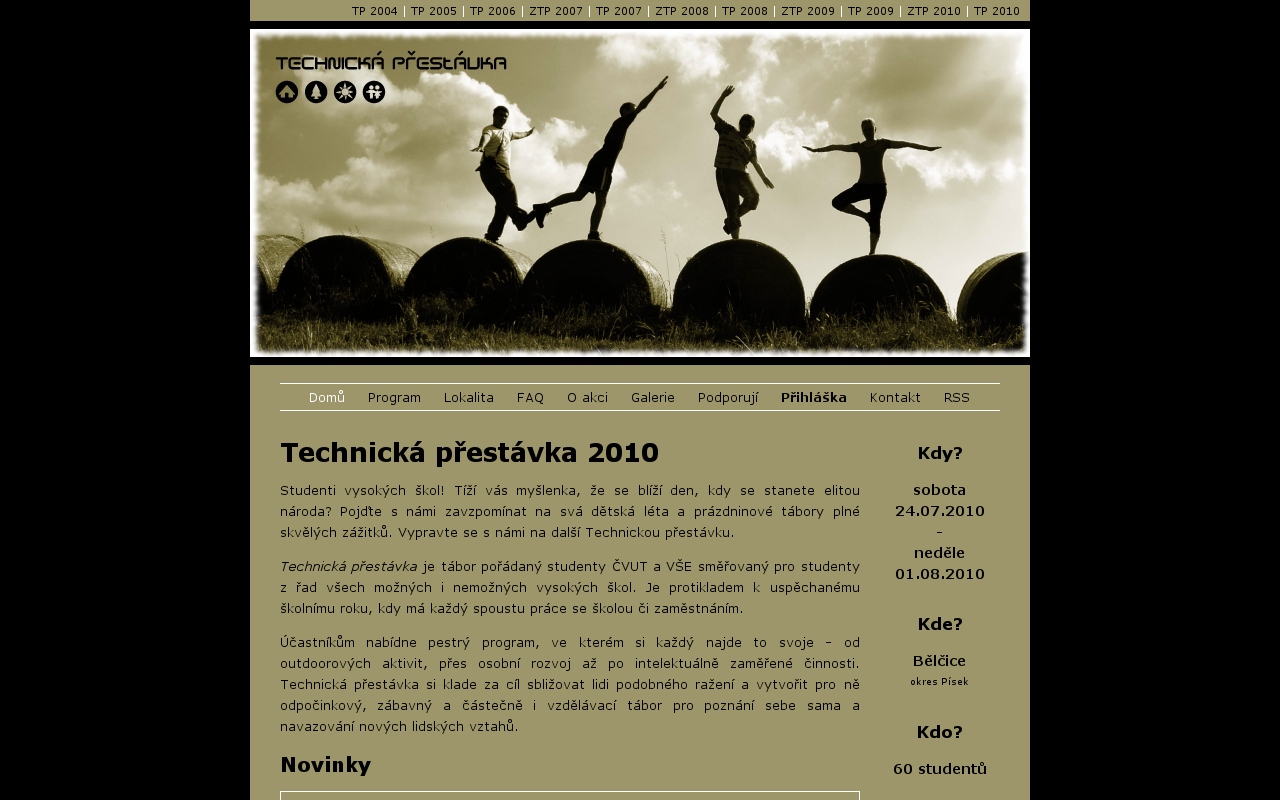 TP 2004 | TP 2005 | TP 2006 | ZTP 2007 | TP 2007 | ZTP 2008 | TP 2008 | ZTP 2009 | TP 2009 | ZTP 2010 | TP 2010
TECHNICKÁ PŘESTÁVKA
Domů Program Lokalita FAQ O akci Galerie Podporují Přihláška Kontakt RSS
Technická přestávka 2010
Studenti vysokých škol! Tíží vás myšlenka, že se blíží den, kdy se stanete elitou
národa? Pojďte s námi zavzpomínat na svá dětská léta a prázdninové tábory plné
skvělých zážitků. Vypravte se s námi na další Technickou přestávku.
Technická přestávka je tábor pořádaný studenty ČVUT a VŠE směřovaný pro studenty
z řad všech možných i nemožných vysokých škol. Je protikladem k uspěchanému
školnímu roku, kdy má každý spoustu práce se školou či zaměstnáním.
Účastníkům nabídne pestrý program, ve kterém si každý najde to svoje – od
outdoorových aktivit, přes osobní rozvoj až po intelektuálně zaměřené činnosti.
Technická přestávka si klade za cíl sbližovat lidi podobného ražení a vytvořit pro ně
odpočinkový, zábavný a částečně i vzdělávací tábor pro poznání sebe sama a
navazování nových lidských vztahů.
Novinky
Kdy?
sobota
24.07.2010
–
neděle
01.08.2010
Kde?
Bělčice
okres Písek
Kdo?
60 studentů